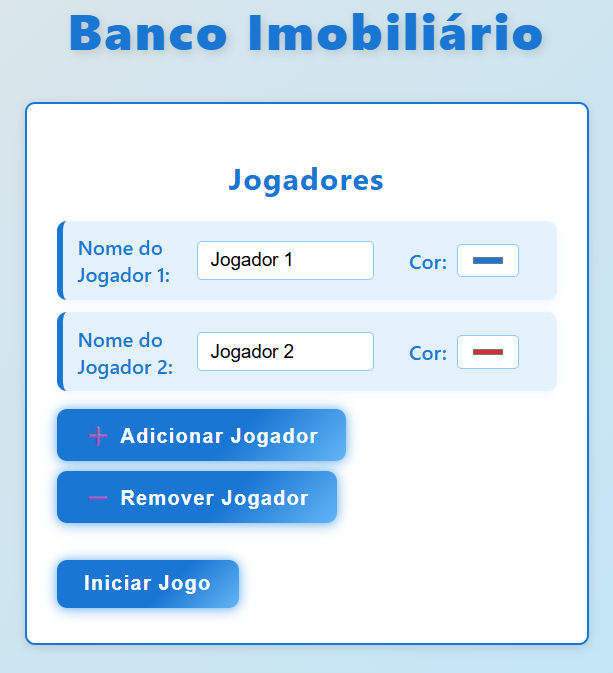 Banco Imobiliário
Jogadores
Nome do
Jogador 1:
Jogador 1
Cor:
Nome do
Jogador 2:
Jogador 2
Cor:
➕ Adicionar Jogador
➖ Remover Jogador
Iniciar Jogo